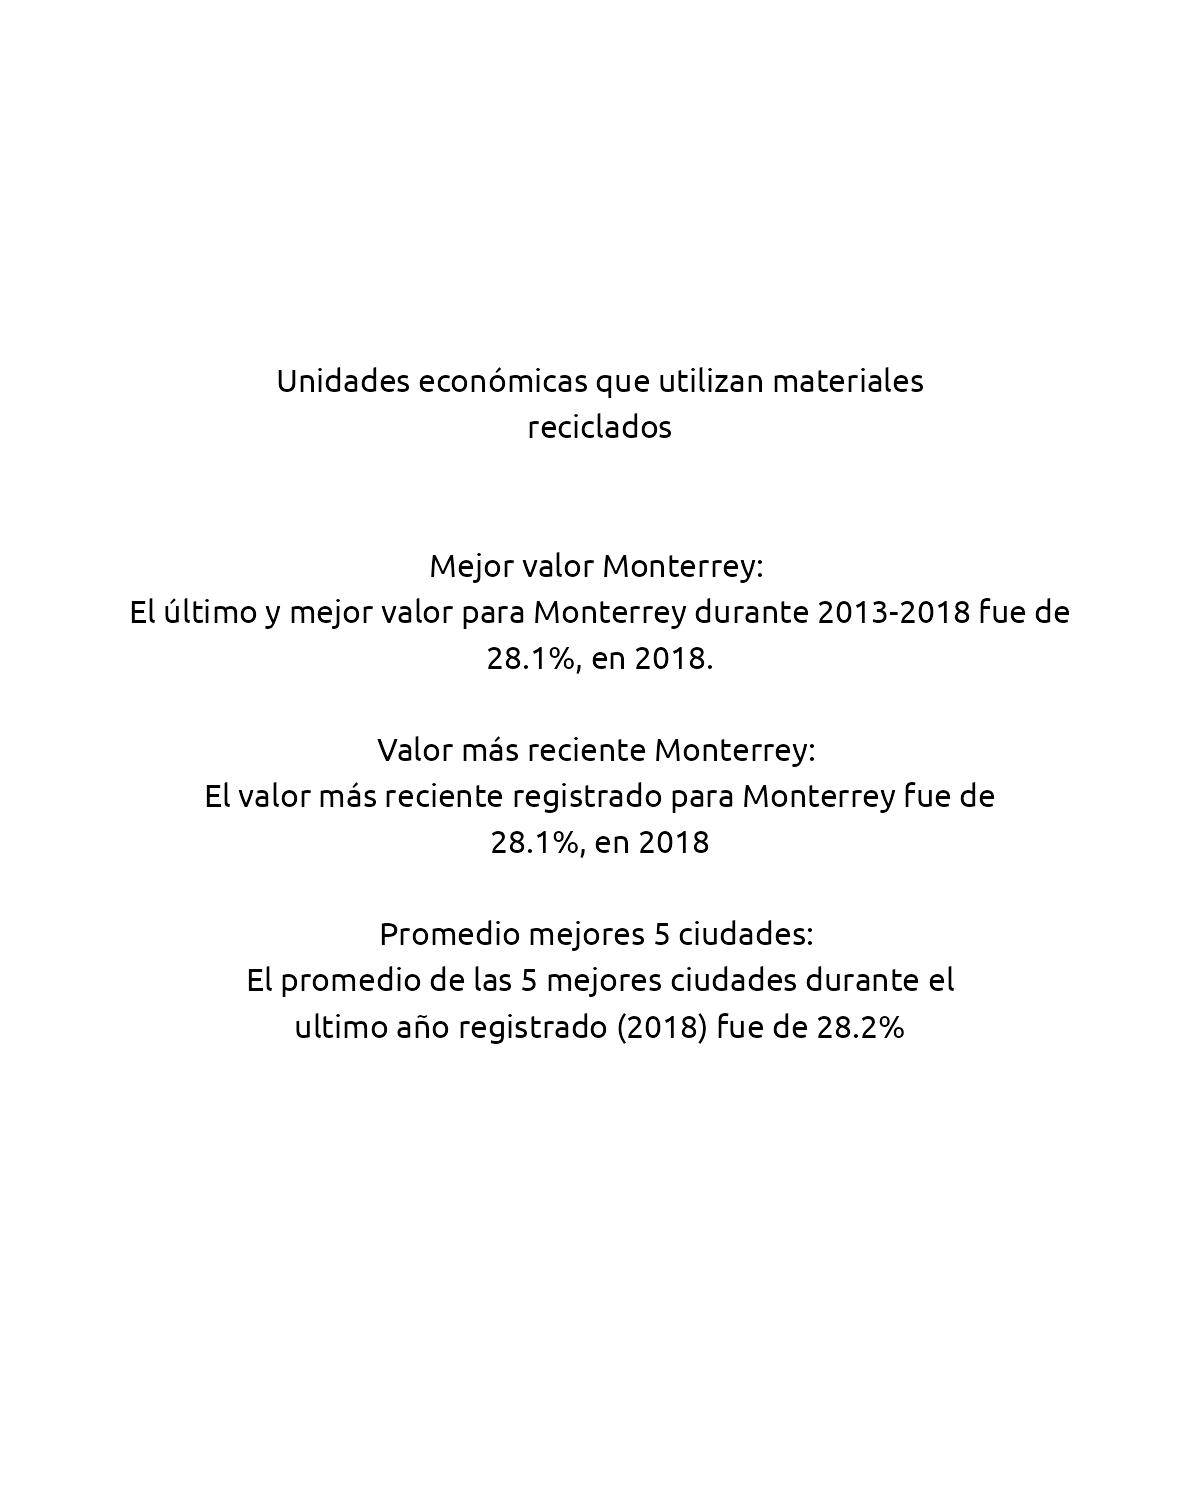 Unidades económicas que utilizan materiales
reciclados
Mejor valor Monterrey:
El último y mejor valor para Monterrey durante 2013-2018 fue de
28.1%, en 2018.
Valor más reciente Monterrey:
El valor más reciente registrado para Monterrey fue de
28.1%, en 2018
Promedio mejores 5 ciudades:
El promedio de las 5 mejores ciudades durante el
ultimo año registrado (2018) fue de 28.2%